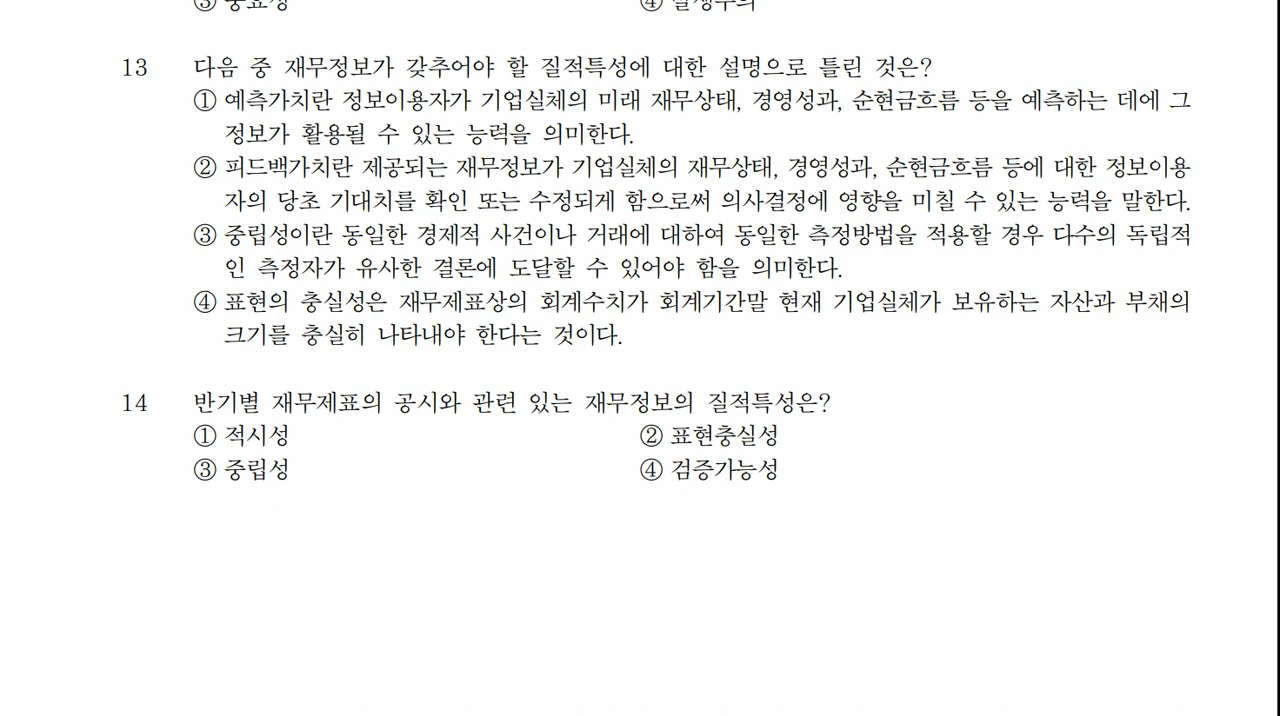 13 다음 중 재무정보가 갖추어야 할 질적특성에 대한 설명으로 틀린 것은?
① 예측가치란 정보이용자가 기업실체의 미래 재무상태, 경영성과, 순현금흐름 등을 예측하는 데에 그
정보가 활용될 수 있는 능력을 의미한다.
② 피드백가치란 제공되는 재무정보가 기업실체의 재무상태, 경영성과, 순현금흐름 등에 대한 정보이용
자의 당초 기대치를 확인 또는 수정되게 함으로써 의사결정에 영향을 미칠 수 있는 능력을 말한다.
③ 중립성이란 동일한 경제적 사건이나 거래에 대하여 동일한 측정방법을 적용할 경우 다수의 독립적
인 측정자가 유사한 결론에 도달할 수 있어야 함을 의미한다.
④ 표현의 충실성은 재무제표상의 회계수치가 회계기간말 현재 기업실체가 보유하는 자산과 부채의
크기를 충실히 나타내야 한다는 것이다.
14 반기별 재무제표의 공시와 관련 있는 재무정보의 질적특성은?
① 적시성 ② 표현충실성
③ 중립성 ④ 검증가능성